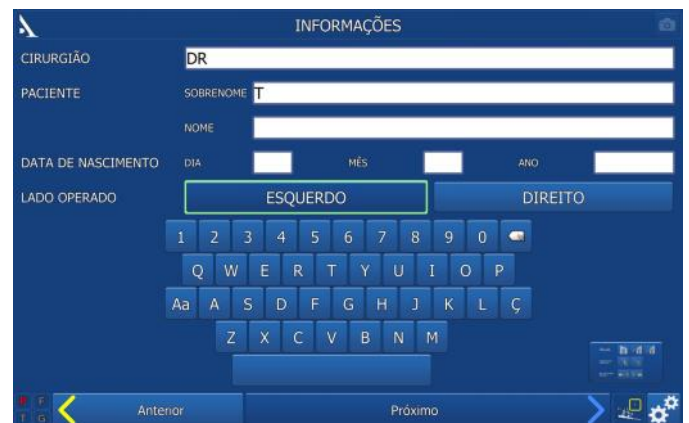 INFORMAÇÕES
CIRURGIÃO DR
PACIENTE SOBRENOME T
NOME
DATA DE NASCIMENTO DIA MÊS ANO
LADO OPERADO ESQUERDO DIREITO
1 2 3 4 5 6 7 8 9 0
Q W E R T Y U I O P
Aa A S D F G H J K L Ç
Z X C V B N M
F
T G
Anterior Próximo